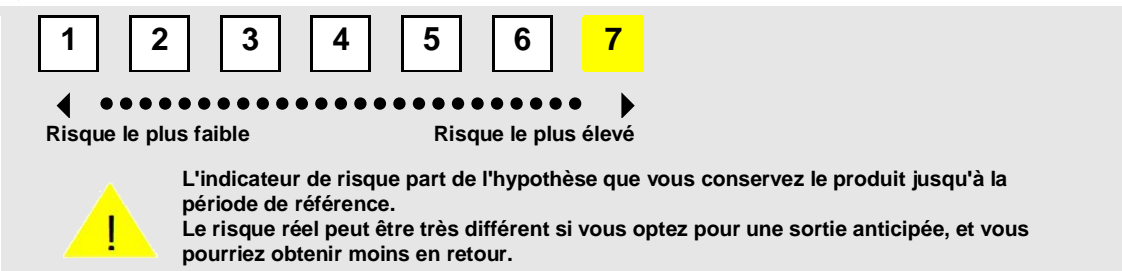 1 2 3 4 5 6 7
Risque le plus faible Risque le plus élevé
L'indicateur de risque part de l'hypothèse que vous conservez le produit jusqu'à la
période de référence.
Le risque réel peut être très différent si vous optez pour une sortie anticipée, et vous
pourriez obtenir moins en retour.
!